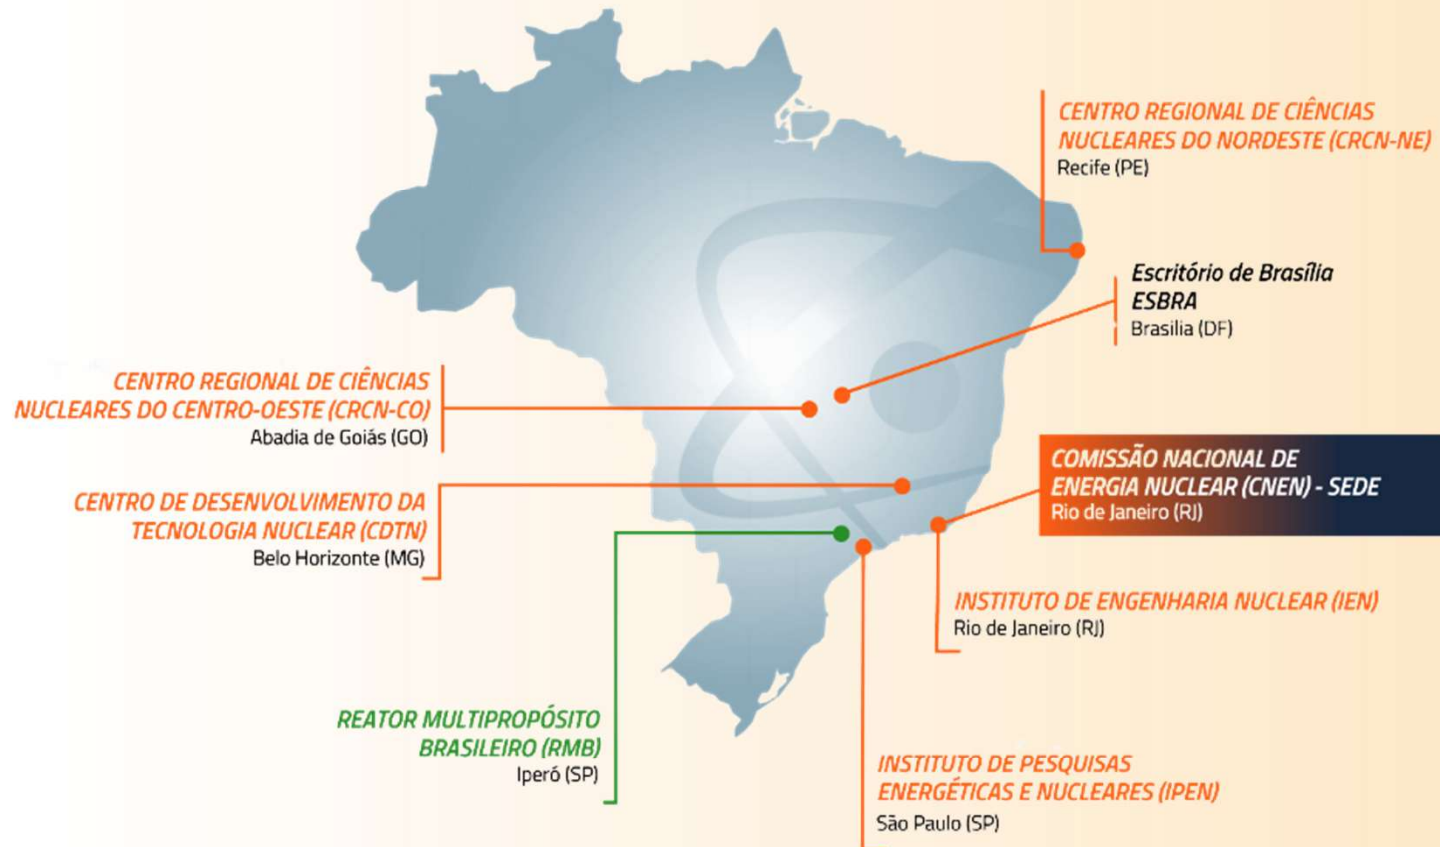 CENTRO REGIONAL DE CIÊNCIAS
NUCLEARES DO NORDESTE (CRCN-NE)
Recife (PE)
Escritório de Brasília
ESBRA
Brasilia (DF)
CENTRO REGIONAL DE CIÊNCIAS
NUCLEARES DO CENTRO-OESTE (CRCN-CO)
Abadia de Goiás (GO)
COMISSÃO NACIONAL DE
ENERGIA NUCLEAR (CNEN) - SEDE
Rio de Janeiro (RJ)
CENTRO DE DESENVOLVIMENTO DA
TECNOLOGIA NUCLEAR (CDTN)
Belo Horizonte (MG)
INSTITUTO DE ENGENHARIA NUCLEAR (IEN)
Rio de Janeiro (RJ)
REATOR MULTIPROPÓSITO
BRASILEIRO (RMB)
Iperó (SP)
INSTITUTO DE PESQUISAS
ENERGÉTICAS E NUCLEARES (IPEN)
São Paulo (SP)